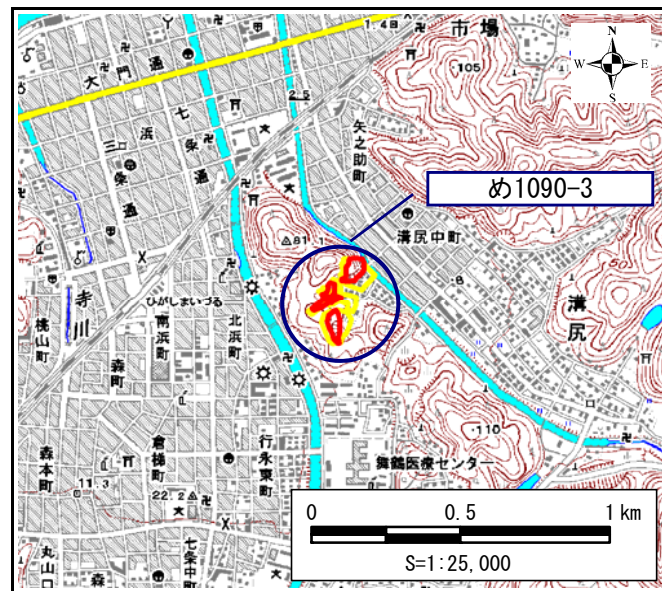 市場
1.4
105
N
W E
S
大門通
七条通
三条通
浜
2.5
矢之助町
め1090-3
溝尻中町
81
溝尻
寺川
ひがしまいづる
桃山町
森町
南浜町
北浜町
8
110
森本町
倉梯町
行永東町
舞鶴医療センター
11.3
22.2
丸山口
森
七条中町
0 0.5 1km
S=1:25,000